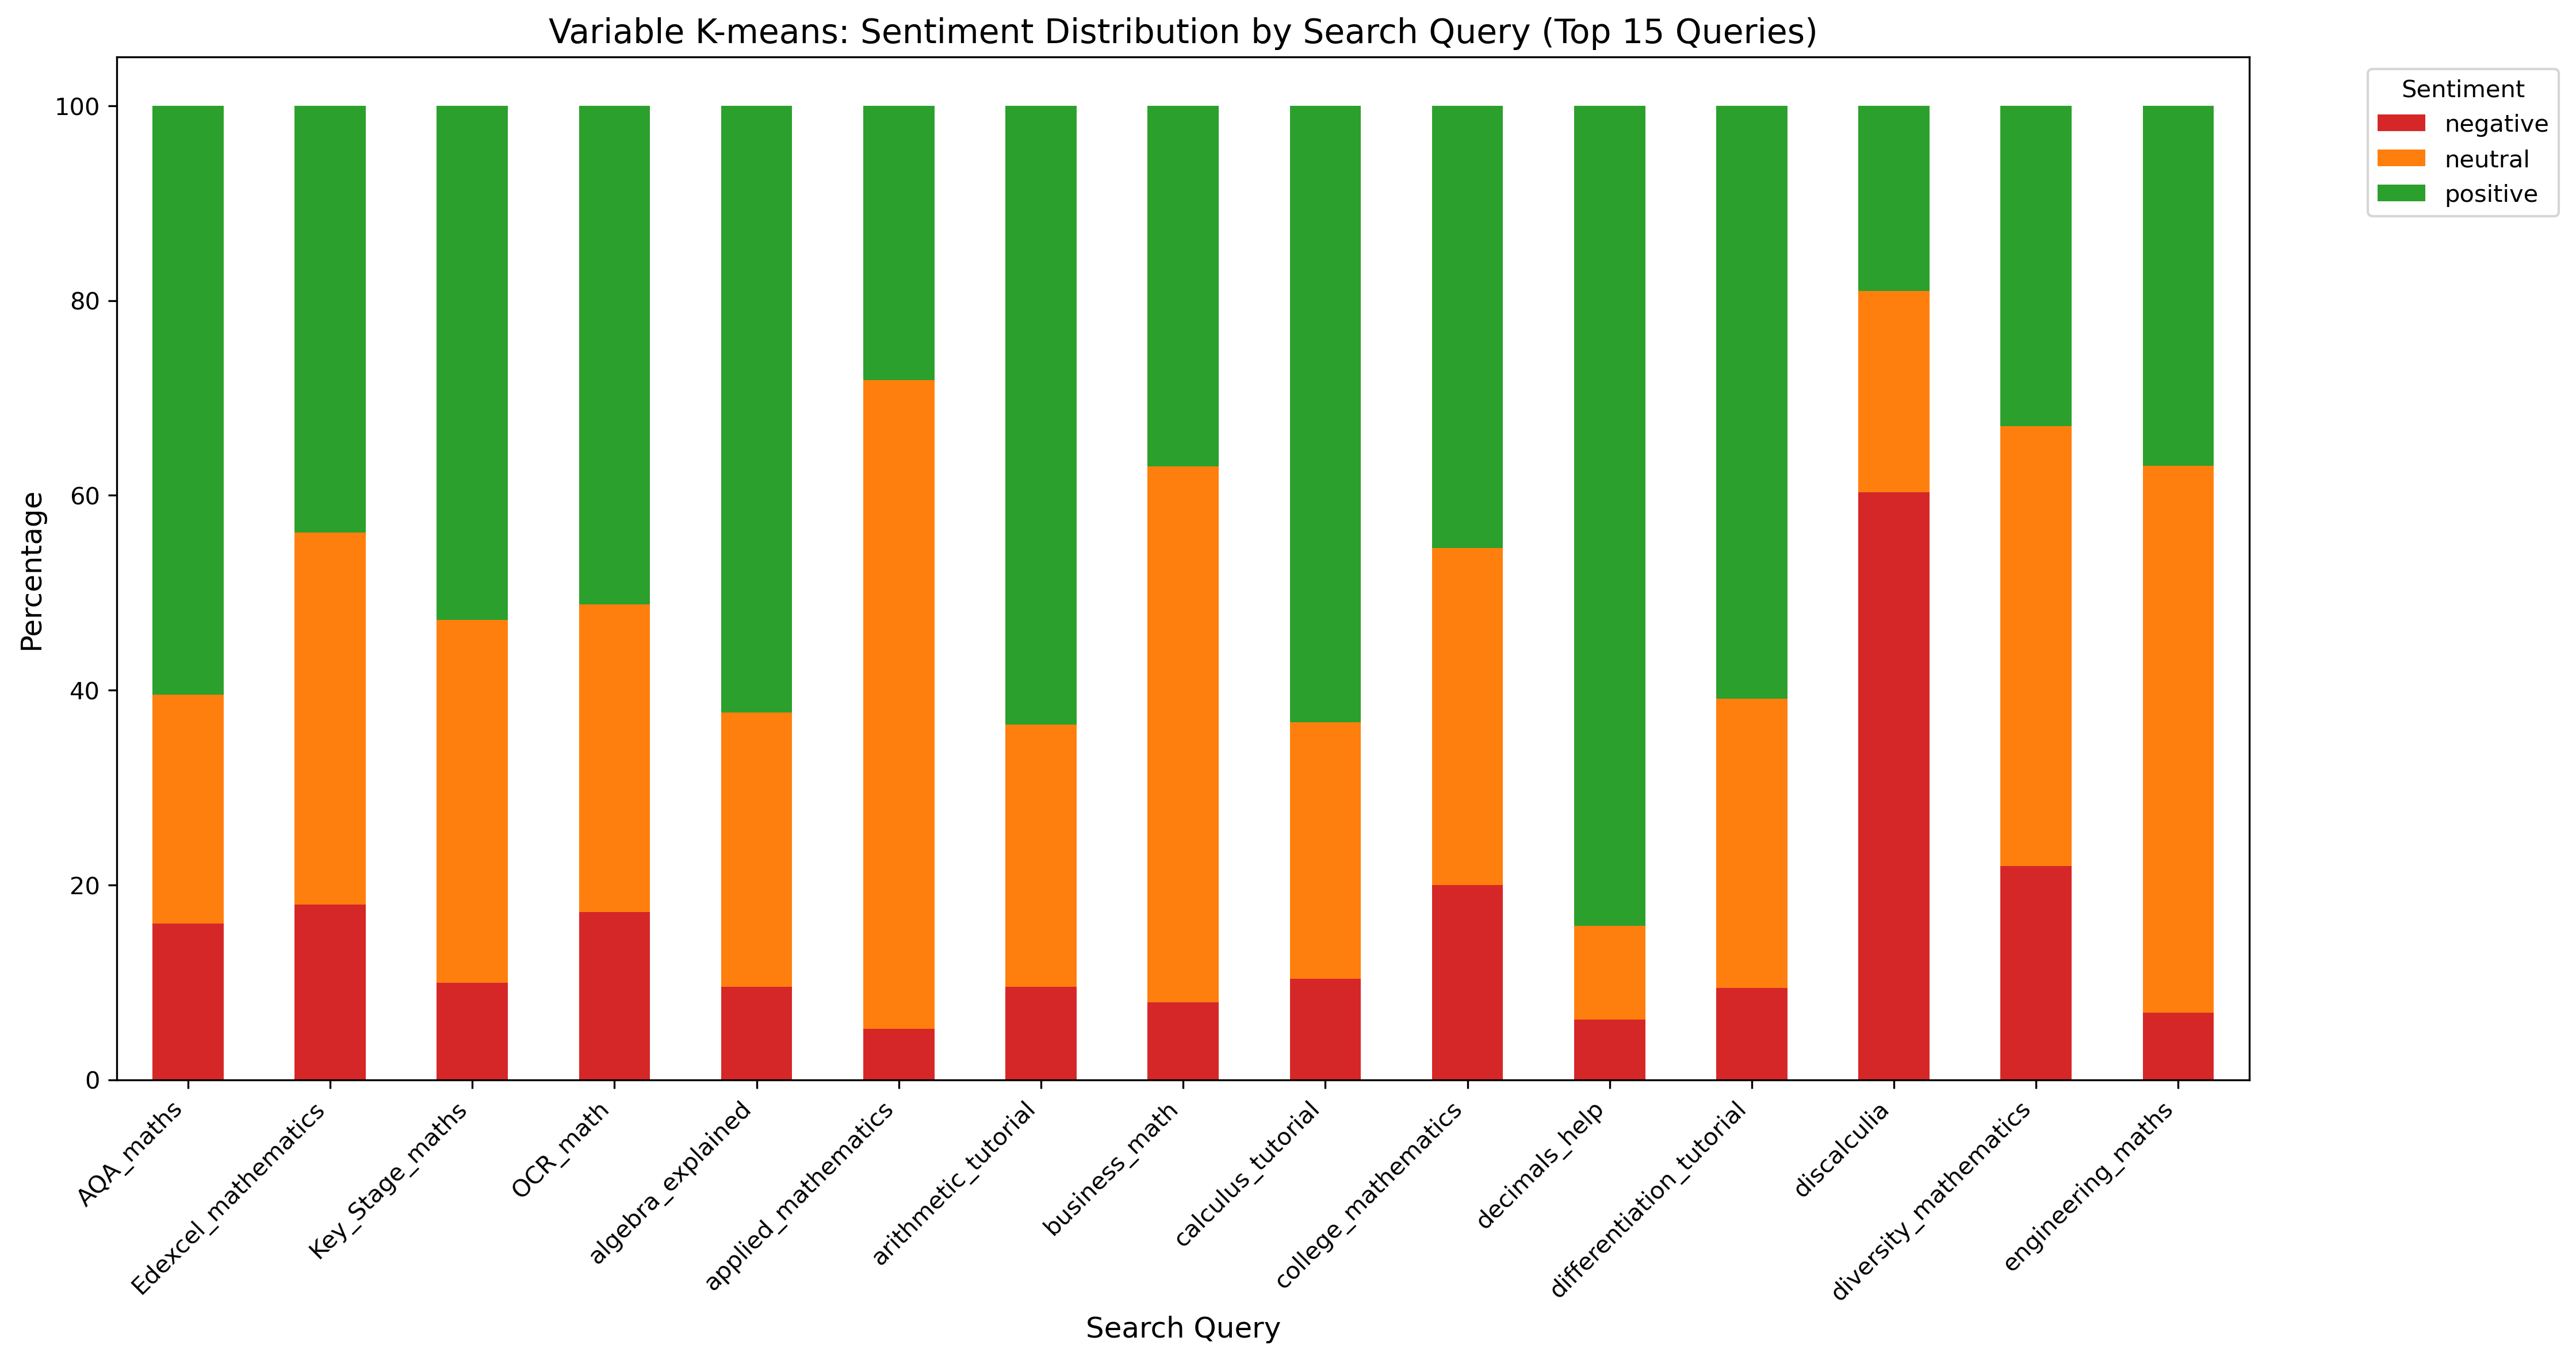 Variable K-means: Sentiment Distribution by Search Query (Top 15 Queries)
Sentiment
negative
neutral
positive
Percentage
100
80
60
40
20
0
AQA_maths
Edexcel_mathematics
Key_Stage_maths
OCR_math
algebra_explained
applied_mathematics
arithmetic_tutorial
business_math
calculus_tutorial
college_mathematics
decimals_help
differentiation_tutorial
discalculia
diversity_mathematics
engineering_maths
Search Query